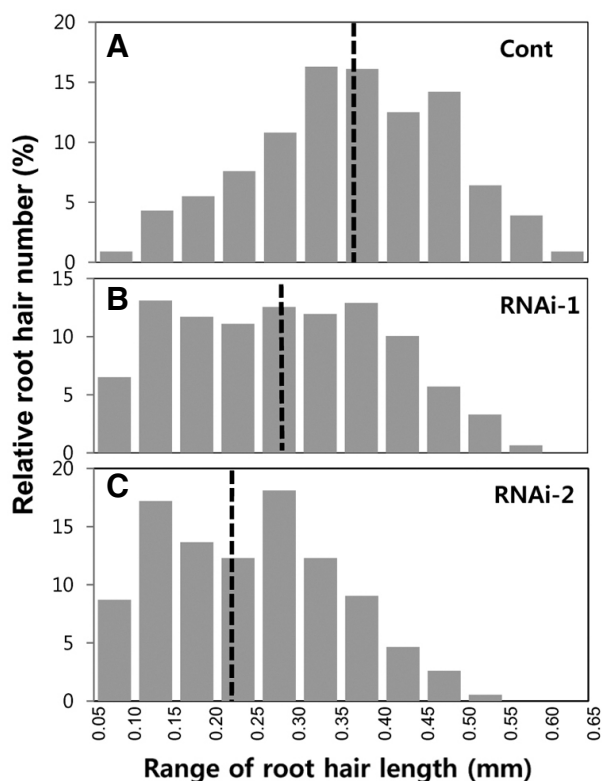 Relative root hair number (%)
A
Cont
20
15
10
5
0
B
RNAi-1
15
10
5
0
C
RNAi-2
20
15
10
5
0
0.05 0.10 0.15 0.20 0.25 0.30 0.35 0.40 0.45 0.50 0.55 0.60 0.65
Range of root hair length (mm)